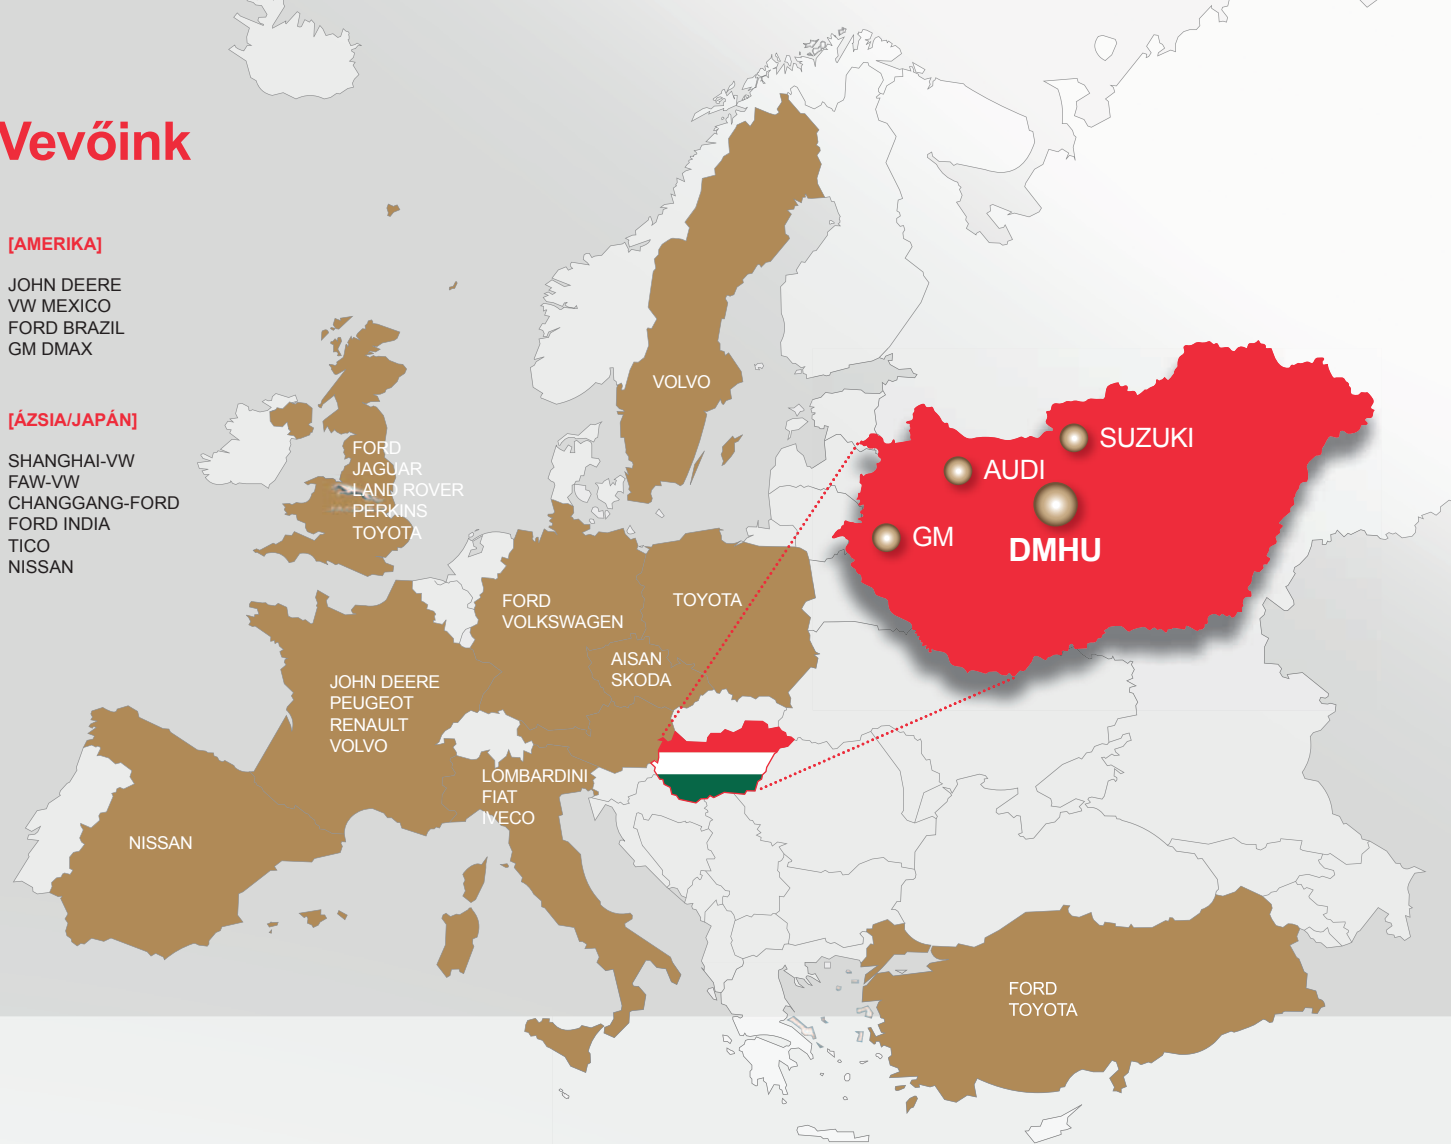 Vevőink
[AMERIKA]
JOHN DEERE
VW MEXICO
FORD BRAZIL
GM DMAX
[ÁZSIA/JAPÁN]
SHANGHAI-VW
FAW-VW
CHANGGANG-FORD
FORD INDIA
TICO
NISSAN
VOLVO
FORD
JAGUAR
LAND ROVER
PERKINS
TOYOTA
FORD
VOLKSWAGEN
TOYOTA
AISAN
SKODA
JOHN DEERE
PEUGEOT
RENAULT
VOLVO
LOMBARDINI
FIAT
IVECO
NISSAN
SUZUKI
AUDI
GM
DMHU
FORD
TOYOTA